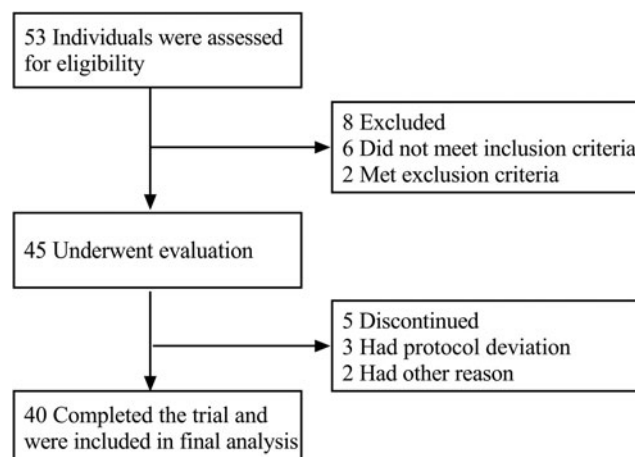 53 Individuals were assessed
for eligibility
8 Excluded
6 Did not meet inclusion criteria
2 Met exclusion criteria
45 Underwent evaluation
5 Discontinued
3 Had protocol deviation
2 Had other reason
40 Completed the trial and
were included in final analysis